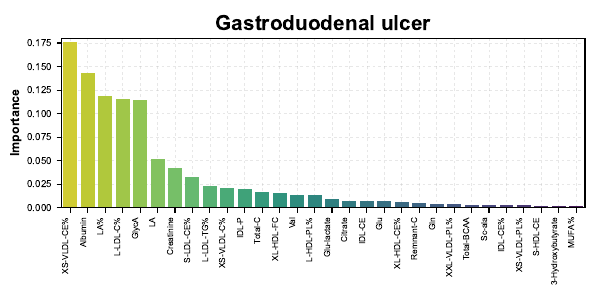 Gastroduodenal ulcer
Importance
0.175
0.150
0.125
0.100
0.075
0.050
0.025
0.000
XS-VLDL-CE%
Albumin
LA%
L-LDL-C%
GlycA
LA
Creatinine
S-LDL-CE%
L-LDL-TG%
XS-VLDL-C%
IDL-P
Total-C
XL-HDL-FC
Val
L-HDL-PL%
Glu-lactate
Citrate
IDL-CE
Glu
XL-HDL-CE%
Remnant-C
Gln
XXL-VLDL-PL%
Total-BCAA
Sc-ala
IDL-CE%
XS-VLDL-PL%
S-HDL-CE
3-Hydroxybutyrate
MUFA%